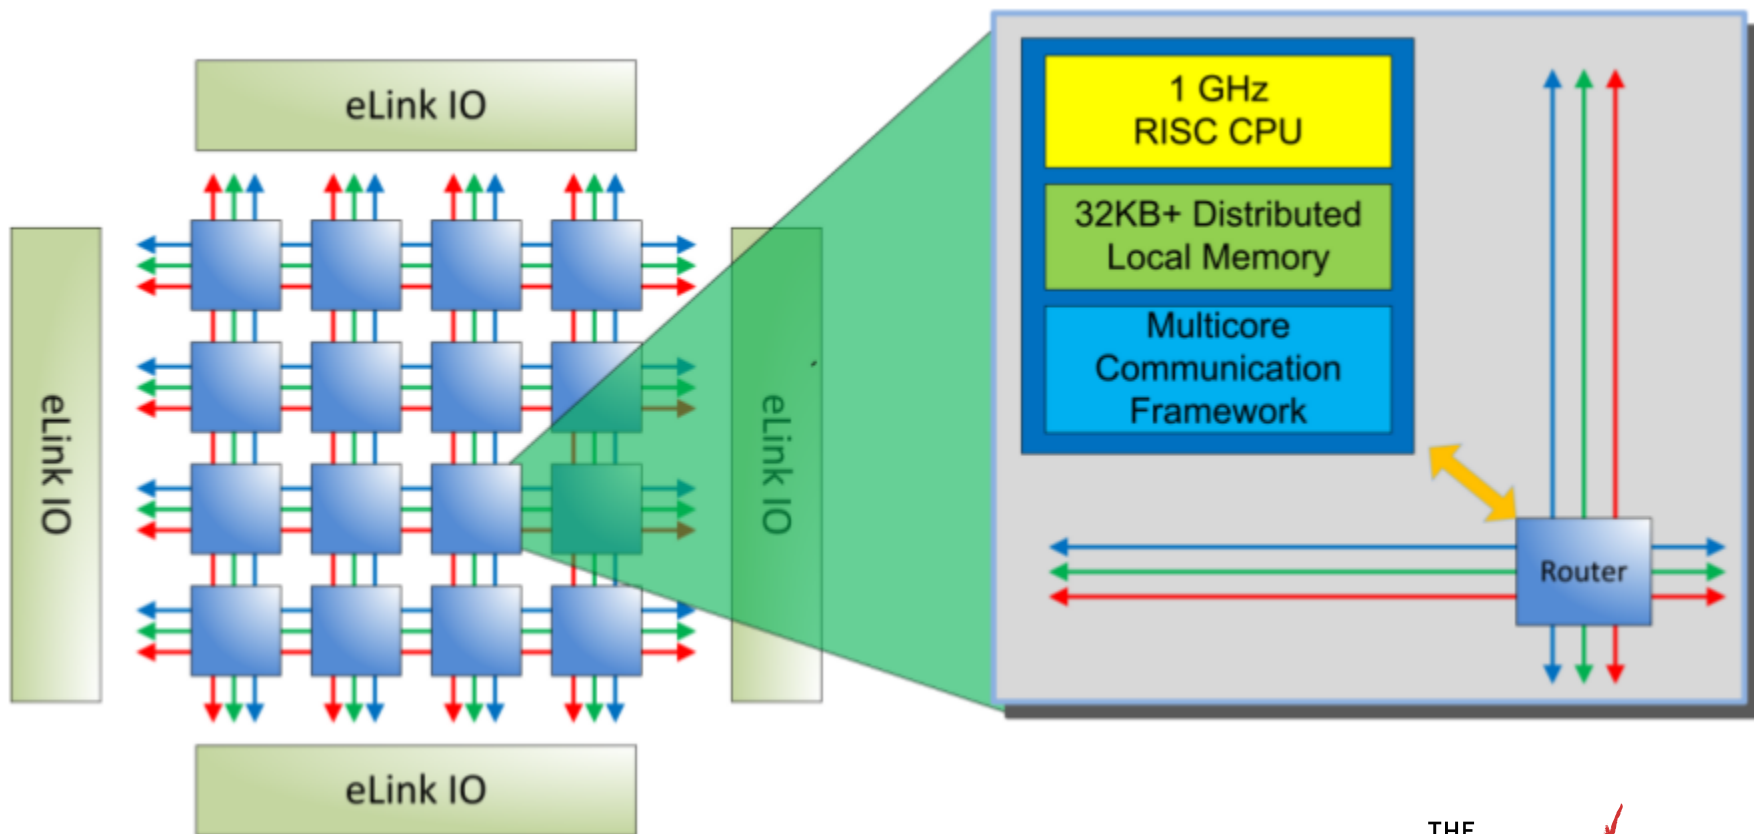 eLink IO
eLink IO
eLink IO
eLink IO
1 GHz
RISC CPU
32KB+ Distributed
Local Memory
Multicore
Communication
Framework
Router
THE